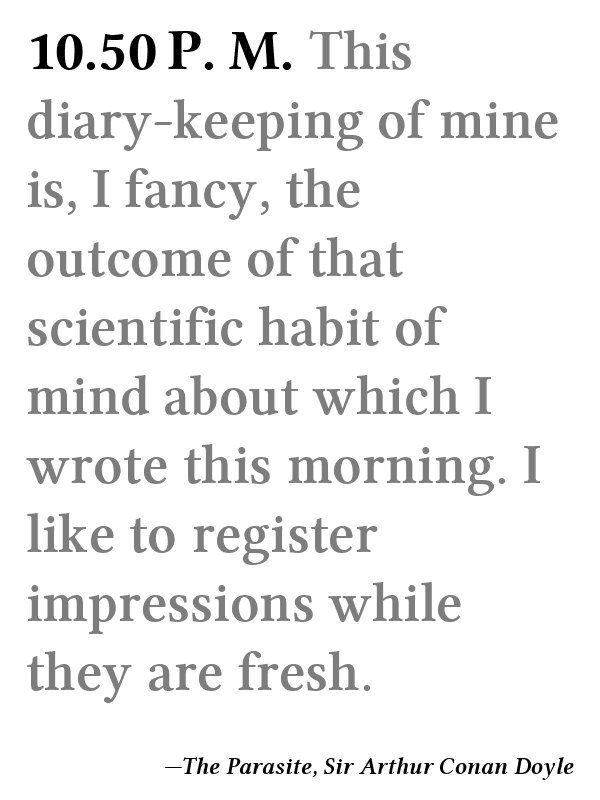 10.50 P. M. This
diary-keeping of mine
is, I fancy, the
outcome of that
scientific habit of
mind about which I
wrote this morning. I
like to register
impressions while
they are fresh.
—The Parasite, Sir Arthur Conan Doyle